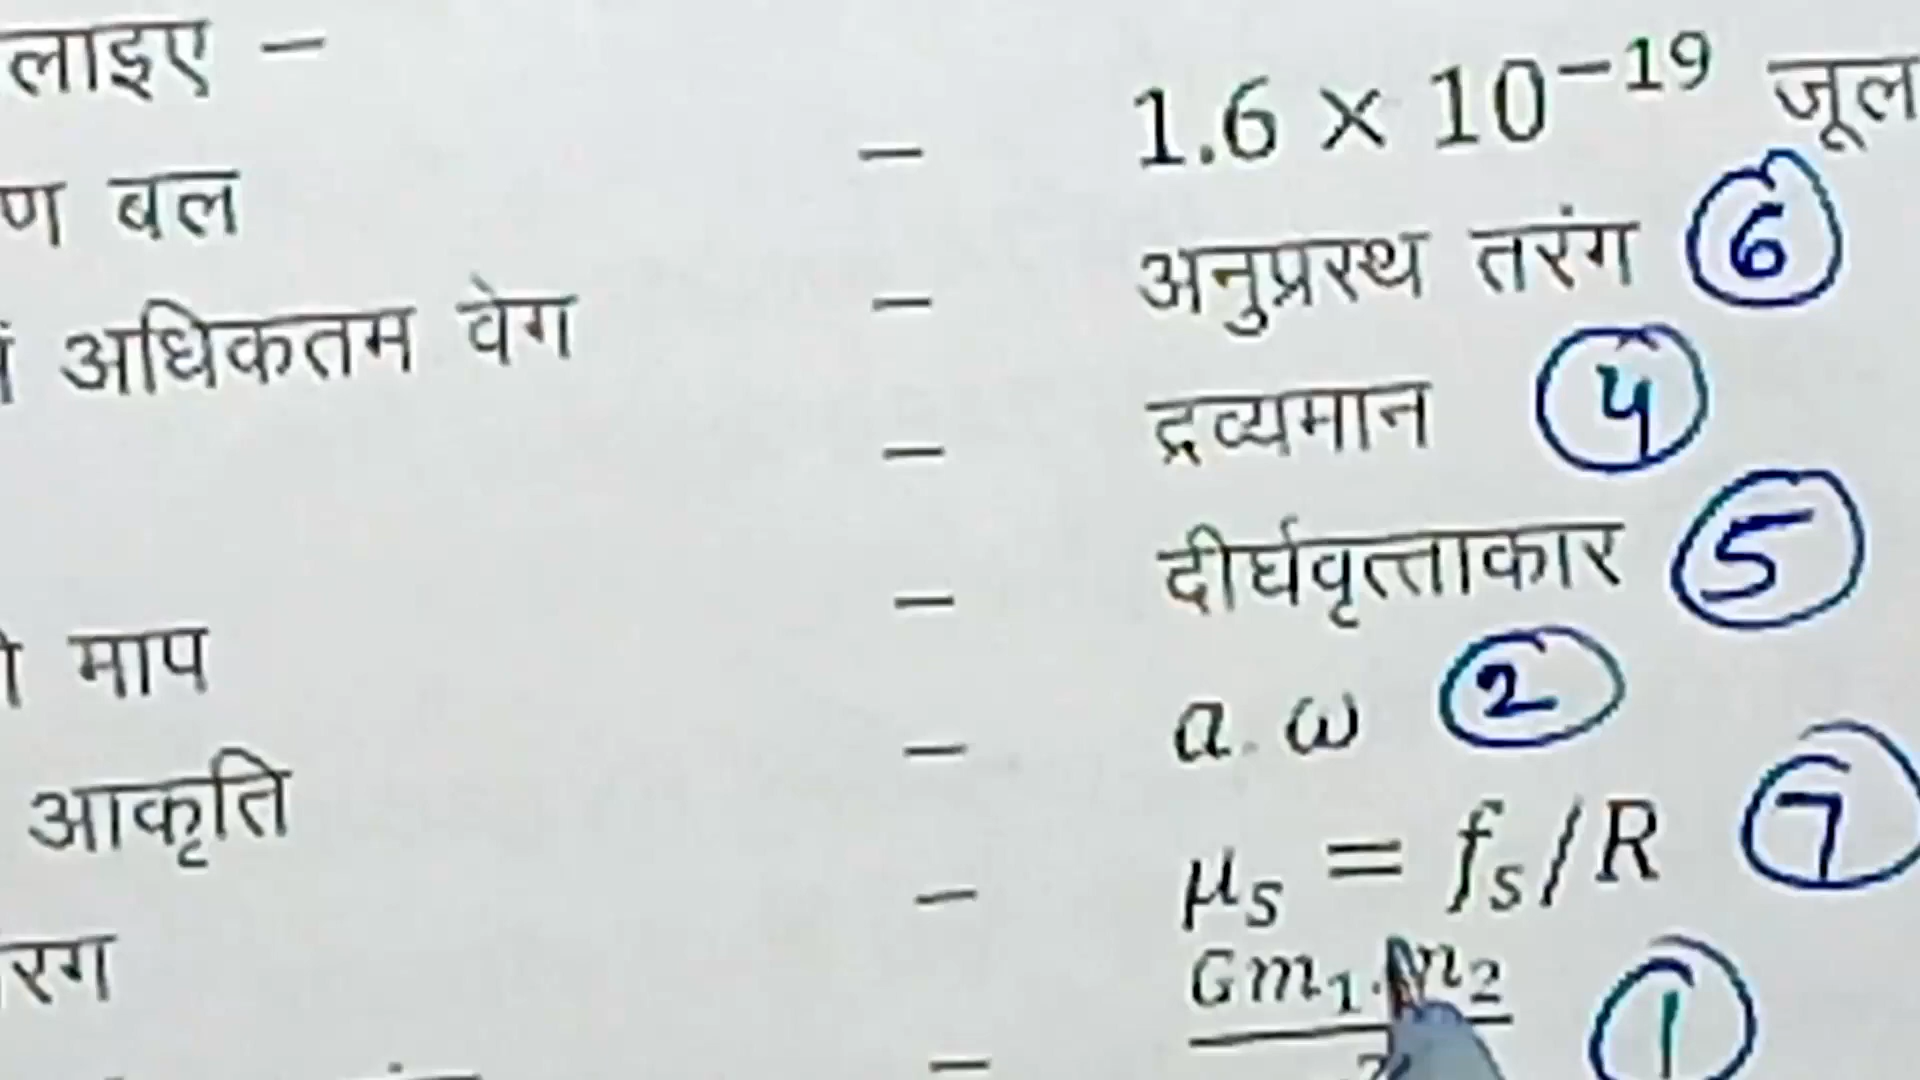 लाइए –
– 1.6 × 10⁻¹⁹ जूल
ण बल
– अनुप्रस्थ तरंग 6
अधिकतम वेग
– द्रव्यमान 4
– दीर्घवृत्ताकार 5
माप
– a. ω 2
आकृति
– μₛ = fₛ/R 7
रग
– Gm₁.m₂ 1